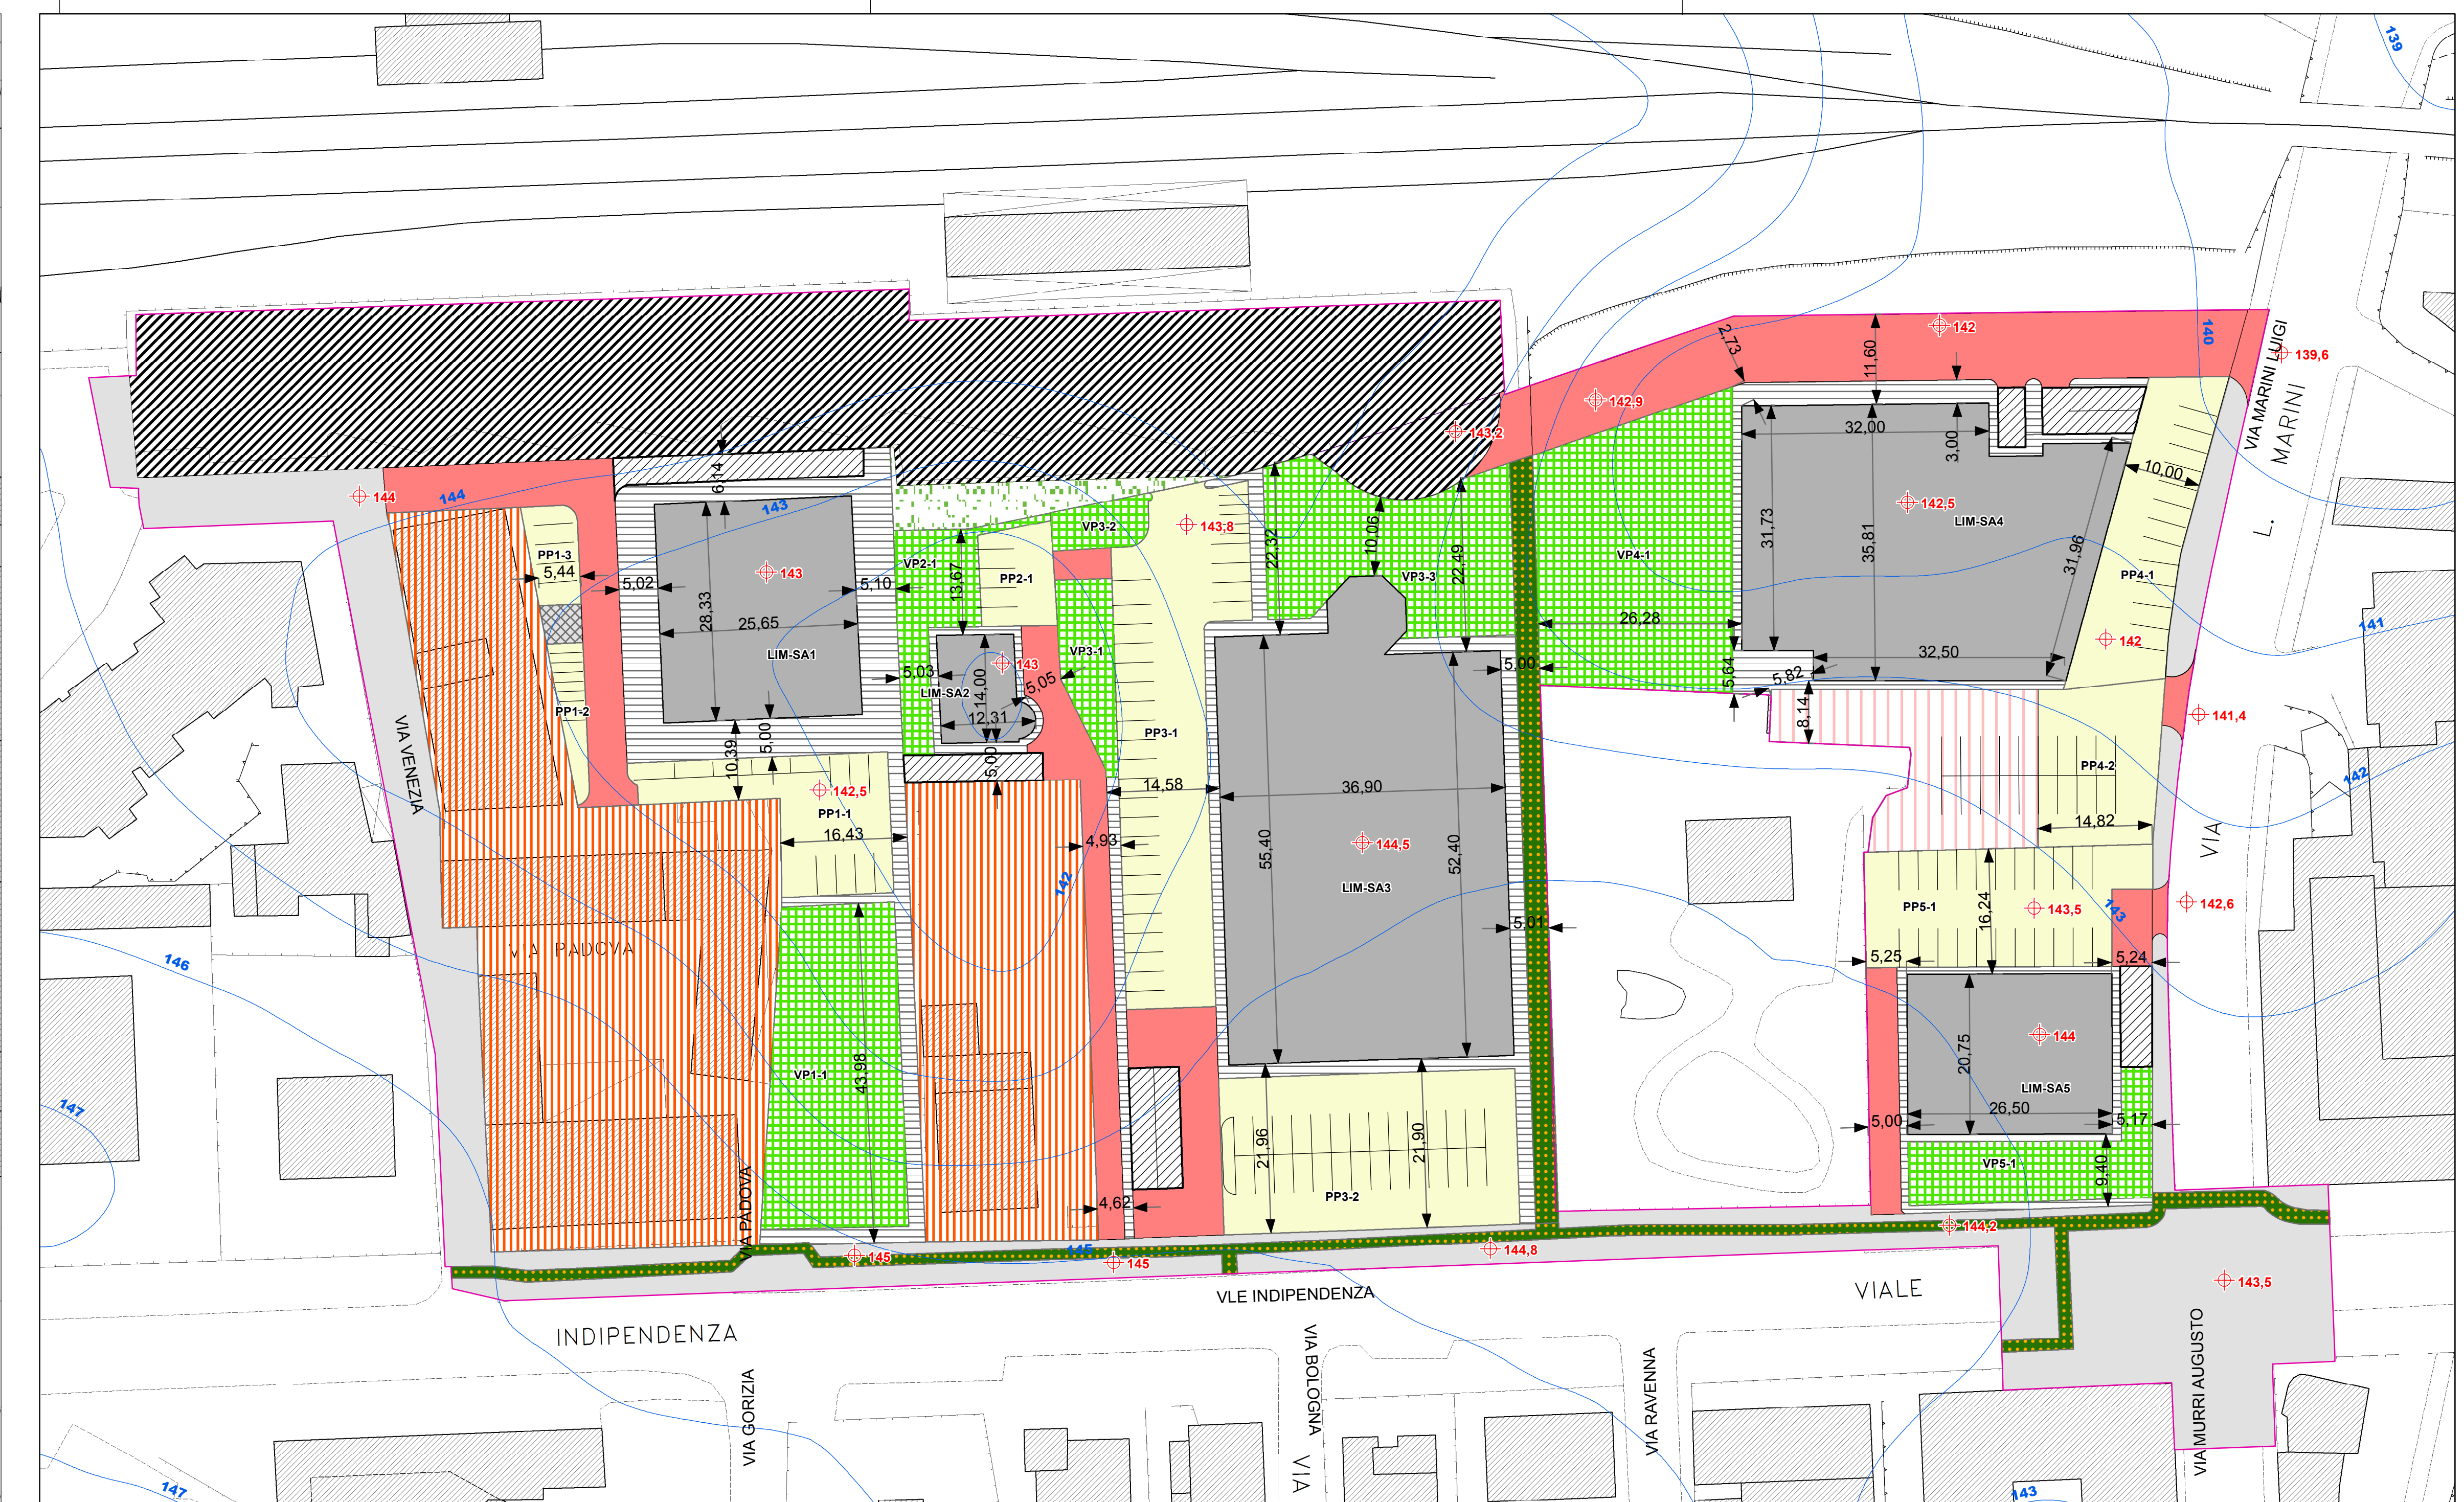 139
140
VIA MARINI LUIGI
MARINI
L.
139,6
142
11,60
2,73
142,9
143,2
32,00
3,00
10,00
142,5
LIM-SA4
31,73
35,81
31,96
PP4-1
141
142
144
144
6,14
143
143,8
VP3-2
PP1-3
5,44
5,02
143
5,10
VP2-1
13,67
PP2-1
22,32
10,06
22,49
VP3-3
VP4-1
28,33
25,65
LIM-SA1
26,28
VP3-1
143
5,03
LIM-SA2
14,00
5,05
12,31
5,00
5,64
5,82
32,50
8,14
141,4
PP1-2
VIA VENEZIA
10,39
5,00
5,00
PP3-1
PP4-2
142
142,5
PP1-1
16,43
14,58
36,90
14,82
VIA
4,93
144,5
LIM-SA3
55,40
52,40
142
PP5-1
16,24
143,5
143
142,6
5,01
5,25
5,24
VIA PADOVA
146
144
20,75
LIM-SA5
26,50
5,00
5,17
VP1-1
43,98
147
VP5-1
9,40
21,96
21,90
PP3-2
4,62
VIA PADOVA
145
145
145
144,8
144,2
143,5
VLE INDIPENDENZA
VIALE
INDIPENDENZA
VIA GORIZIA
VIA BOLOGNA
VIA
VIA RAVENNA
VIA MURRI AUGUSTO
147
143